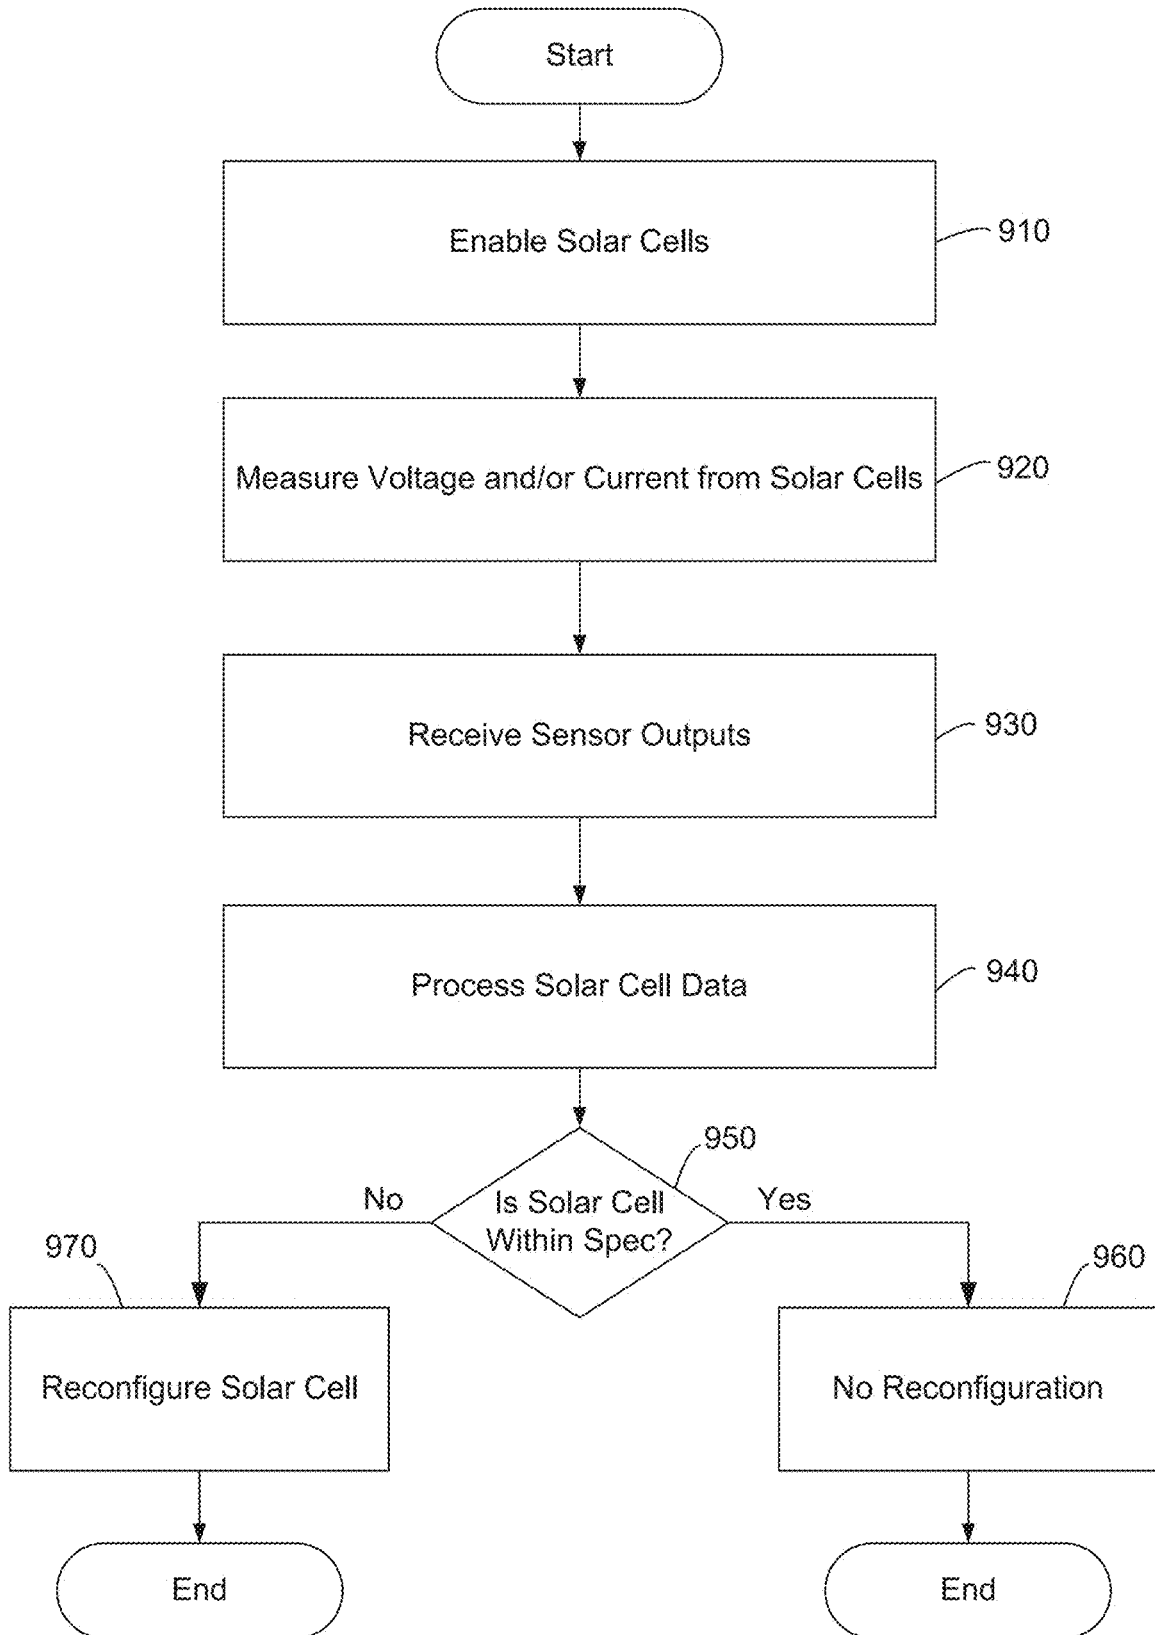 Start
Enable Solar Cells
910
Measure Voltage and/or Current from Solar Cells
920
Receive Sensor Outputs
930
Process Solar Cell Data
940
950
Is Solar Cell
Within Spec?
No
Yes
970
960
Reconfigure Solar Cell
No Reconfiguration
End
End